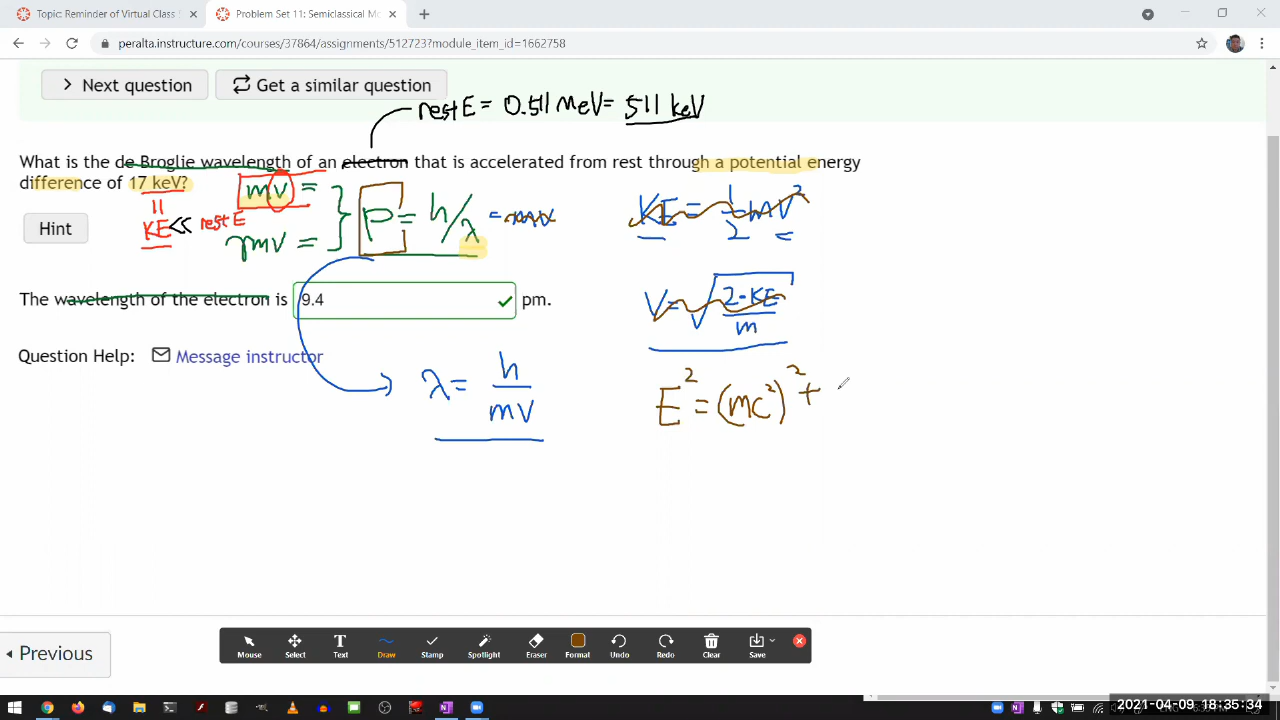 Topic: Reminder of Virtual Class
Problem Set 11: Semiclassical Mo
peralta.instructure.com/courses/37864/assignments/512723?module_item_id=1662758
Next question
Get a similar question
rest E = 0.511 MeV = 511 keV
What is the de Broglie wavelength of an electron that is accelerated from rest through a potential energy
difference of 17 keV?
mv =
KE << rest E
γmv =
P = h/λ = mv
KE = 1/2 mv²
Hint
The wavelength of the electron is 9.4 pm.
v = √(2·KE/m)
Question Help: Message instructor
λ = h/mv
E² = (mc²)² +
Previous
Mouse Select Text Draw Stamp Spotlight Eraser Format Undo Redo Clear Save
2021-04-09 18:35:34